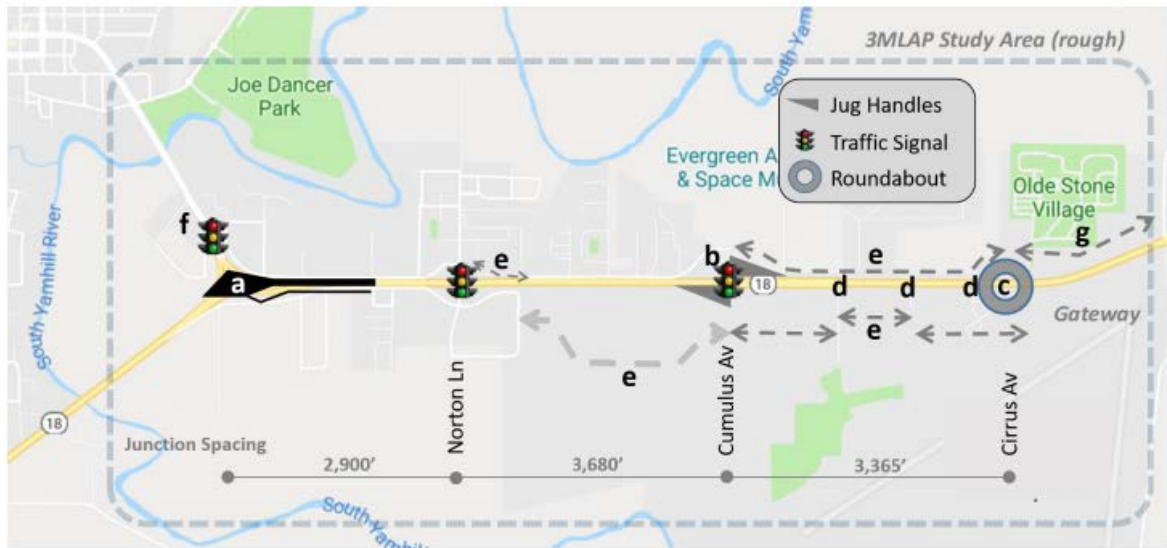 3MLAP Study Area (rough)
South Yamh
Joe Dancer
Park
Jug Handles
Traffic Signal
Roundabout
Evergreen A
& Space M
Olde Stone
Village
South Yamhill River
f
a
e
b
18
e
d
d
d
c
g
Gateway
e
e
18
Norton Ln
Cumulus Av
Cirrus Av
Junction Spacing
2,900’
3,680’
3,365’
South Yamhill